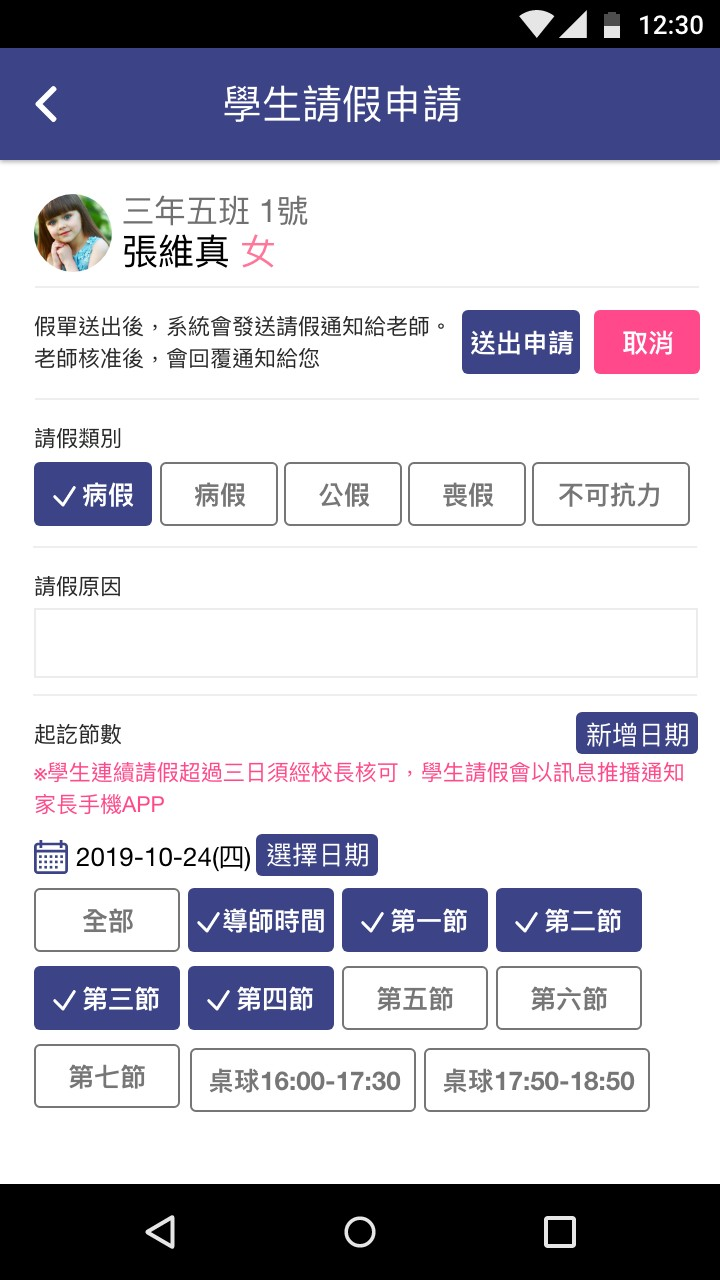 12:30
學生請假申請
三年五班 1號
張維真 女
假單送出後，系統會發送請假通知給老師。
老師核准後，會回覆通知給您
送出申請 取消
請假類別
病假 病假 公假 喪假 不可抗力
請假原因
起訖節數 新增日期
※學生連續請假超過三日須經校長核可，學生請假會以訊息推播通知
家長手機APP
2019-10-24(四) 選擇日期
全部 導師時間 第一節 第二節
第三節 第四節 第五節 第六節
第七節 桌球16:00-17:30 桌球17:50-18:50